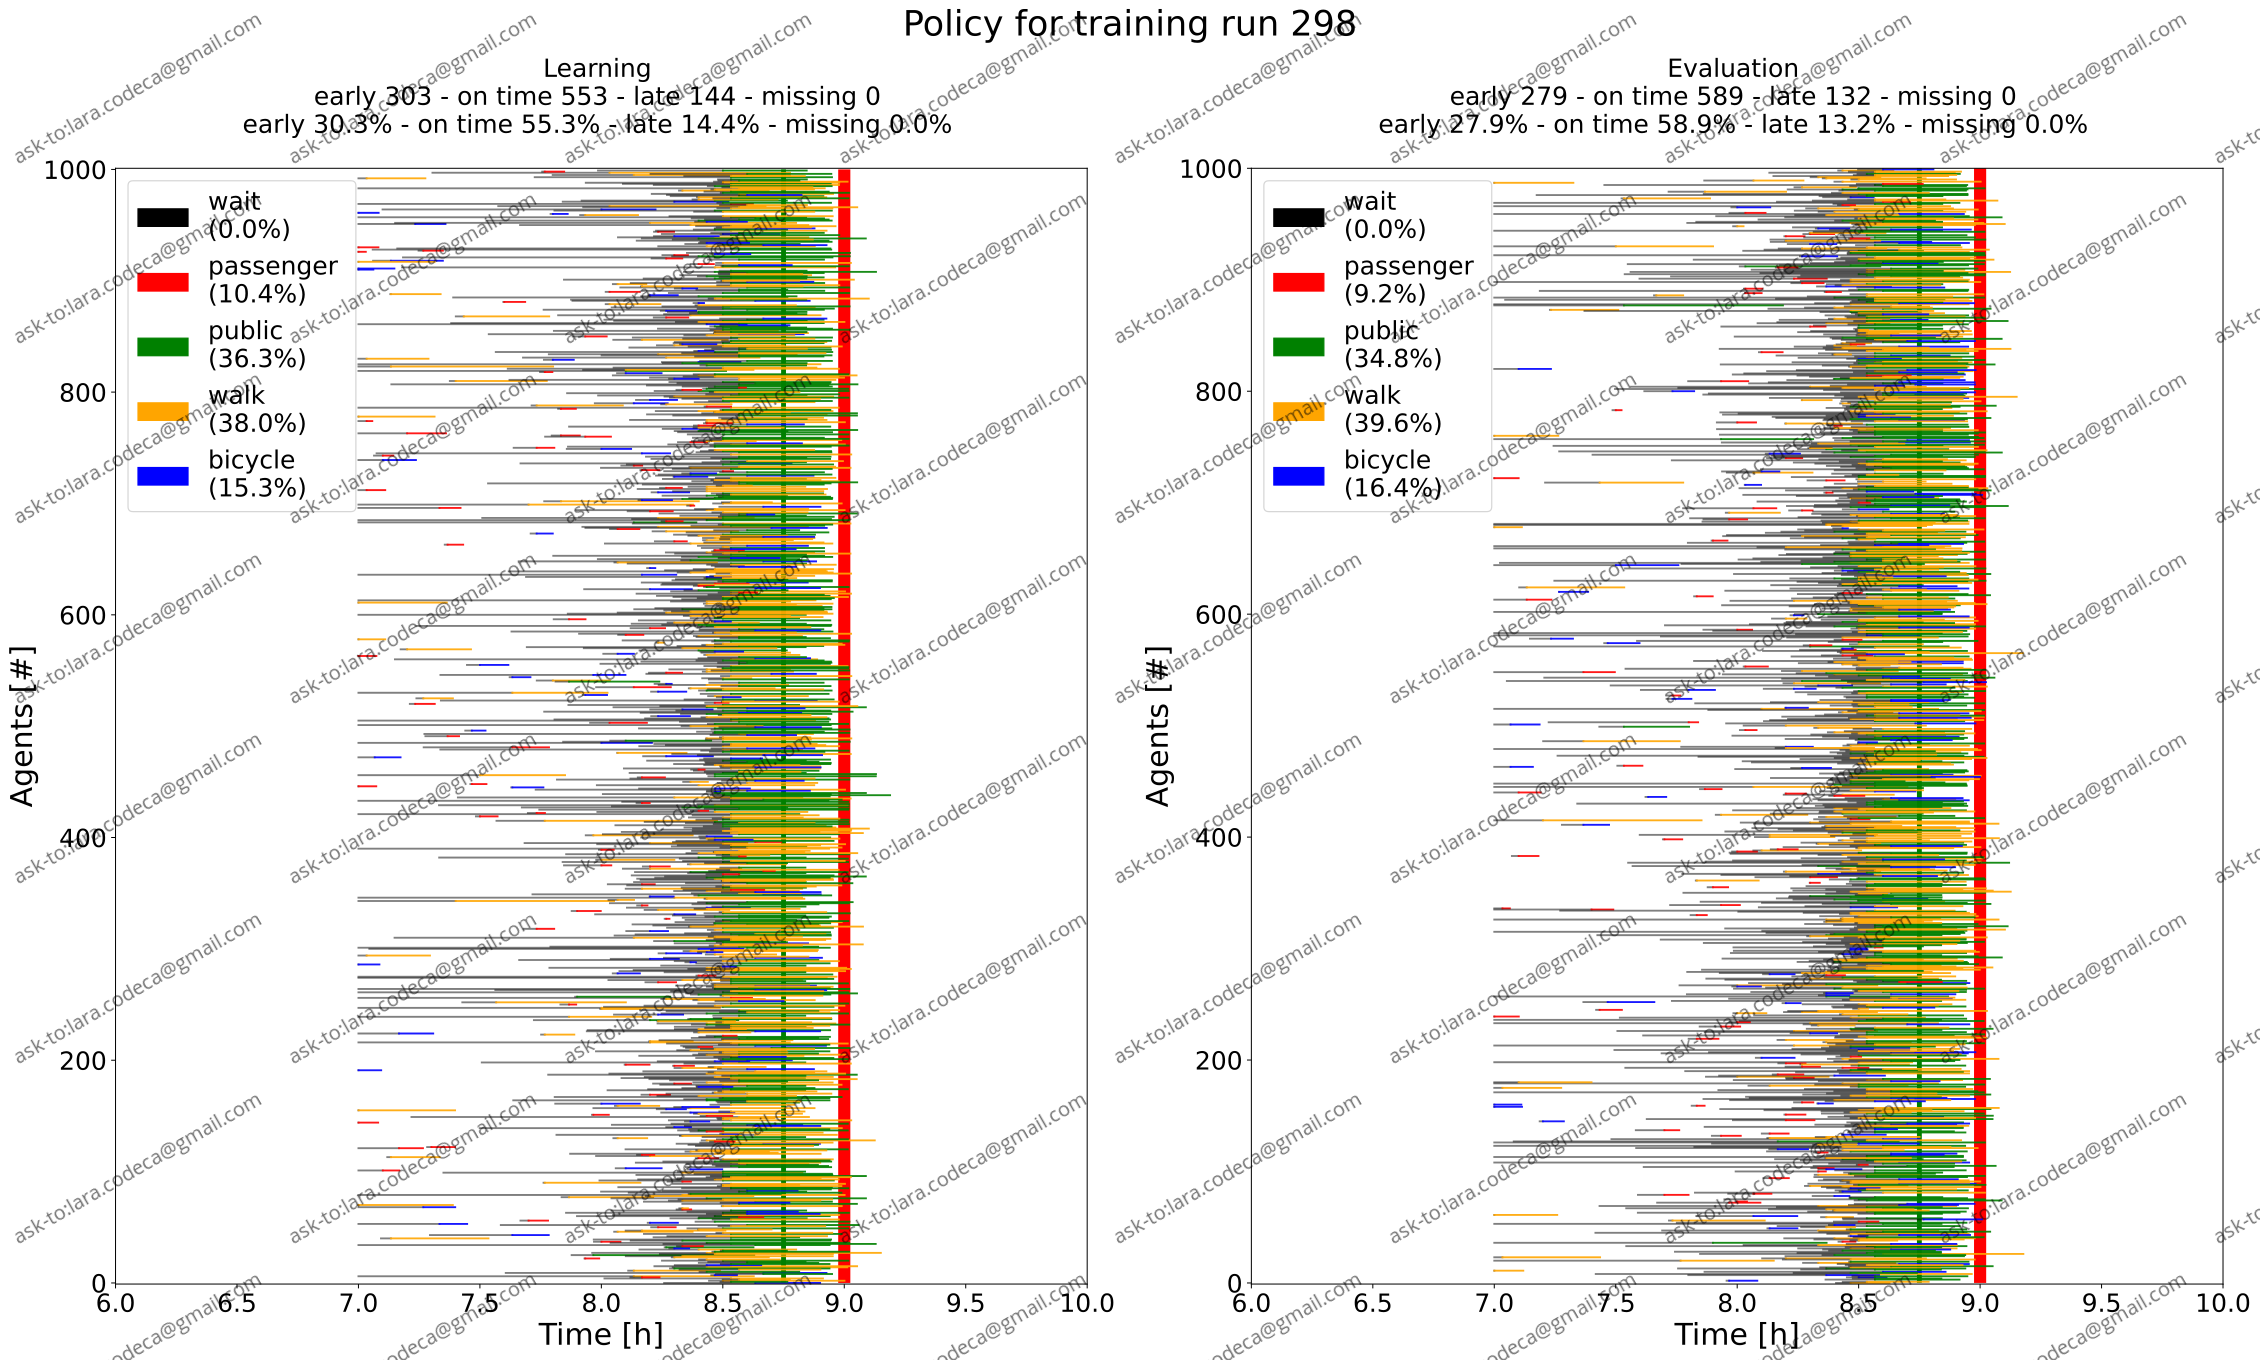 Policy for training run 298
Learning
early 303 - on time 553 - late 144 - missing 0
early 30.3% - on time 55.3% - late 14.4% - missing 0.0%
Evaluation
early 279 - on time 589 - late 132 - missing 0
early 27.9% - on time 58.9% - late 13.2% - missing 0.0%
wait
(0.0%)
passenger
(10.4%)
public
(36.3%)
walk
(38.0%)
bicycle
(15.3%)
1000
800
600
400
200
0
Agents [#]
6.0 6.5 7.0 7.5 8.0 8.5 9.0 9.5 10.0
Time [h]
wait
(0.0%)
passenger
(9.2%)
public
(34.8%)
walk
(39.6%)
bicycle
(16.4%)
1000
800
600
400
200
0
Agents [#]
6.0 6.5 7.0 7.5 8.0 8.5 9.0 9.5 10.0
Time [h]
ask-to:lara.codeca@gmail.com